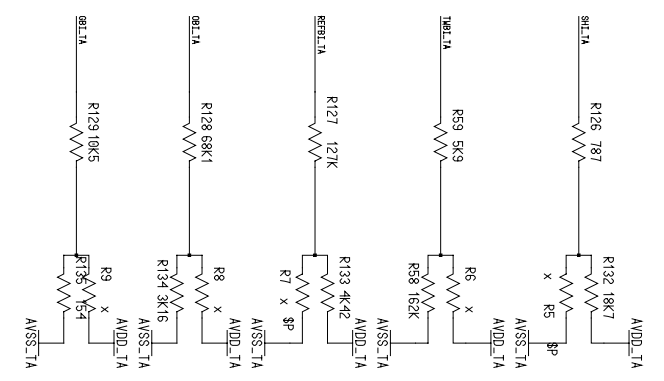 GBI_TA
OBI_TA
REFBI_TA
TWBI_TA
SHI_TA
R129 10K5
R128 68K1
R127 127K
R59 5K9
R126 787
R9 x
R135 154
R8 x
R134 3K16
R133 4K42
R7 x $P
R6 x
R58 162K
R132 18K7
x R5
$P
AVSS_TA
AVDD_TA
AVSS_TA
AVDD_TA
AVSS_TA
AVDD_TA
AVSS_TA
AVDD_TA
AVSS_TA
AVDD_TA